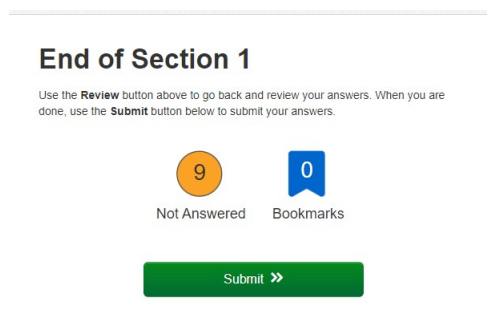 End of Section 1
Use the Review button above to go back and review your answers. When you are
done, use the Submit button below to submit your answers.
9
0
Not Answered
Bookmarks
Submit »